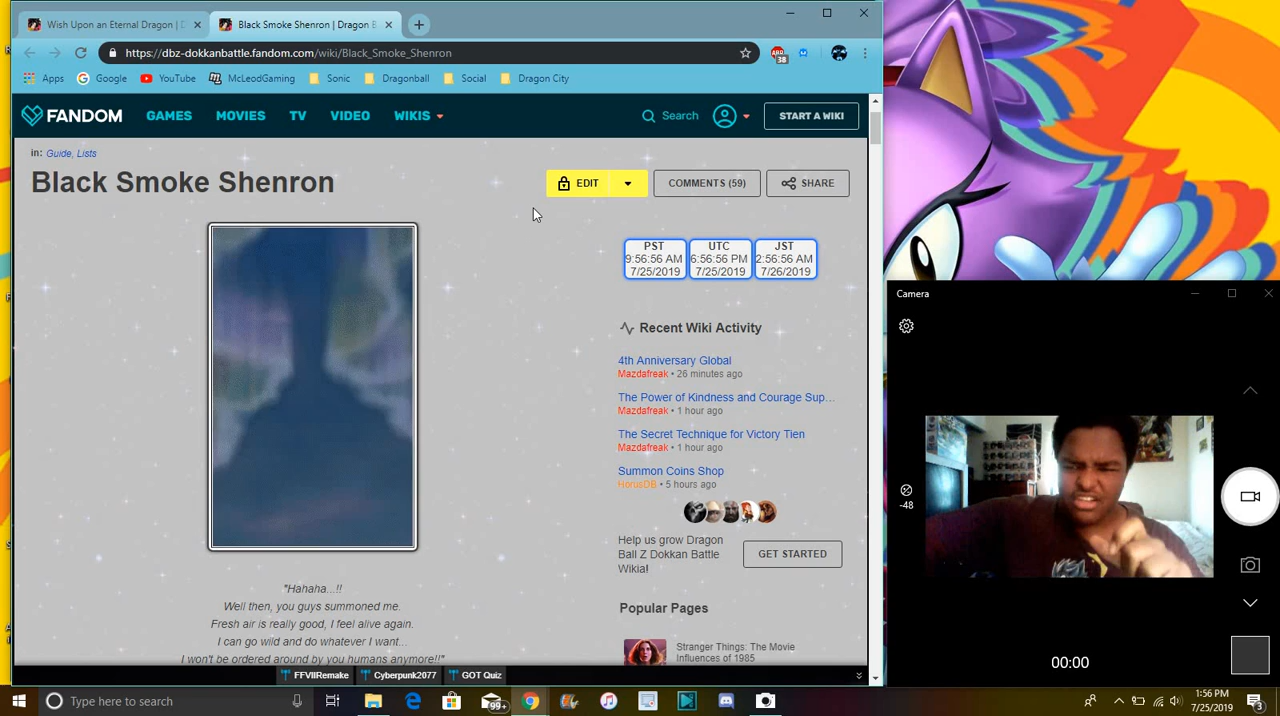 Wish Upon an Eternal Dragon | D
Black Smoke Shenron | Dragon B
https://dbz-dokkanbattle.fandom.com/wiki/Black_Smoke_Shenron
38
Apps
Google
YouTube
McLeodGaming
Sonic
Dragonball
Social
Dragon City
FANDOM
GAMES
MOVIES
TV
VIDEO
WIKIS
Search
START A WIKI
in: Guide, Lists
Black Smoke Shenron
EDIT
COMMENTS (59)
SHARE
PST
9:56:56 AM
7/25/2019
UTC
6:56:56 PM
7/25/2019
JST
2:56:56 AM
7/26/2019
Recent Wiki Activity
4th Anniversary Global
Mazdafreak • 26 minutes ago
The Power of Kindness and Courage Sup...
Mazdafreak • 1 hour ago
The Secret Technique for Victory Tien
Mazdafreak • 1 hour ago
Summon Coins Shop
HorusDB • 5 hours ago
Help us grow Dragon
Ball Z Dokkan Battle
Wikia!
GET STARTED
Popular Pages
Stranger Things: The Movie
Influences of 1985
"Hahaha...!!
Well then, you guys summoned me.
Fresh air is really good, I feel alive again.
I can go wild and do whatever I want...
I won't be ordered around by you humans anymore!!"
FFVIIRemake
Cyberpunk2077
GOT Quiz
Camera
-48
00:00
Type here to search
99+
1:56 PM
7/25/2019
3